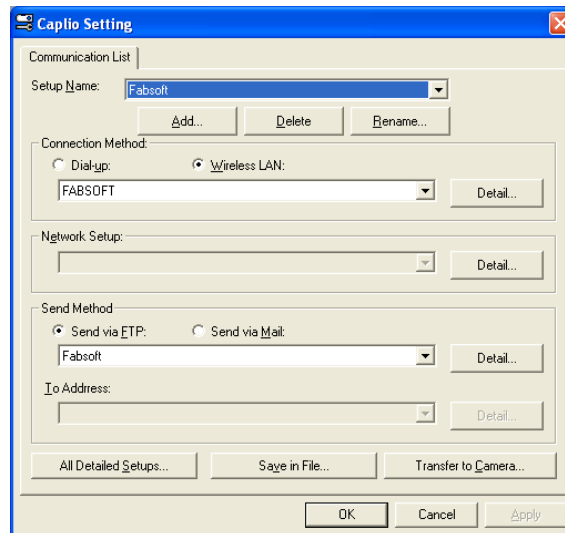 Caplio Setting
Communication List
Setup Name: Fabsoft
Add... Delete Rename...
Connection Method:
Dial-up: Wireless LAN:
FABSOFT Detail...
Network Setup:
Detail...
Send Method
Send via FTP: Send via Mail:
Fabsoft Detail...
To Addrress:
Detail...
All Detailed Setups... Save in File... Transfer to Camera...
OK Cancel Apply